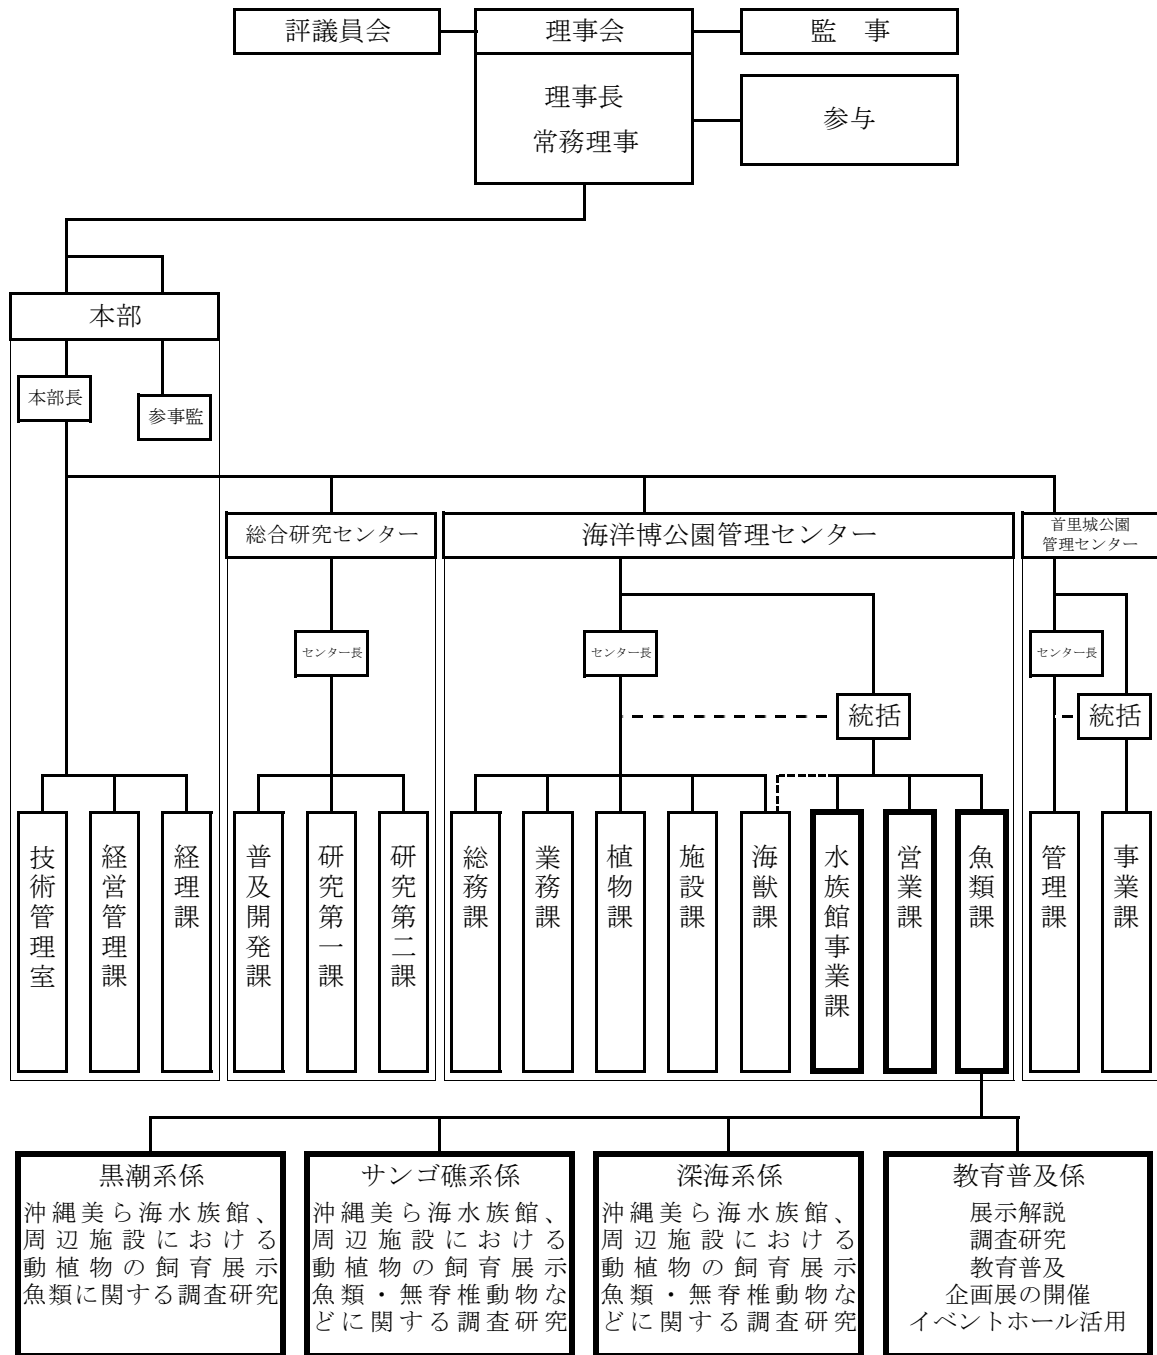 評議員会
理事会
監　事
理事長
常務理事
参与
本部
本部長
参事監
総合研究センター
海洋博公園管理センター
首里城公園
管理センター
センター長
センター長
センター長
統括
統括
技術管理室
経営管理課
経理課
普及開発課
研究第一課
研究第二課
総務課
業務課
植物課
施設課
海獣課
水族館事業課
営業課
魚類課
管理課
事業課
黒潮系係
沖縄美ら海水族館、
周辺施設における
動植物の飼育展示
魚類に関する調査研究
サンゴ礁系係
沖縄美ら海水族館、
周辺施設における
動植物の飼育展示
魚類・無脊椎動物な
どに関する調査研究
深海系係
沖縄美ら海水族館、
周辺施設における
動植物の飼育展示
魚類・無脊椎動物な
どに関する調査研究
教育普及係
展示解説
調査研究
教育普及
企画展の開催
イベントホール活用